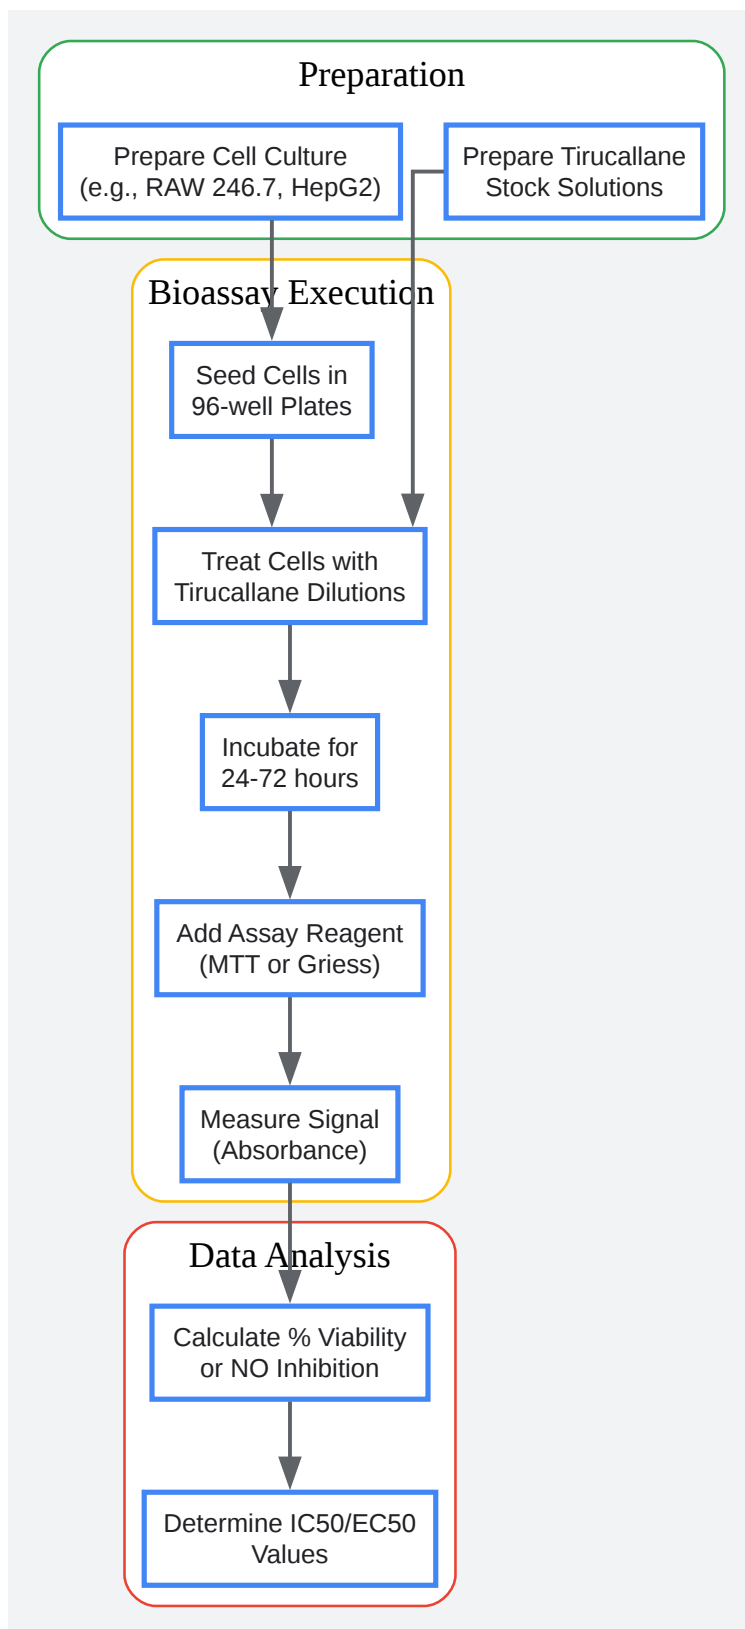 Preparation
Prepare Cell Culture
(e.g., RAW 246.7, HepG2)
Prepare Tirucallane
Stock Solutions
Bioassay Execution
Seed Cells in
96-well Plates
Treat Cells with
Tirucallane Dilutions
Incubate for
24-72 hours
Add Assay Reagent
(MTT or Griess)
Measure Signal
(Absorbance)
Data Analysis
Calculate % Viability
or NO Inhibition
Determine IC50/EC50
Values